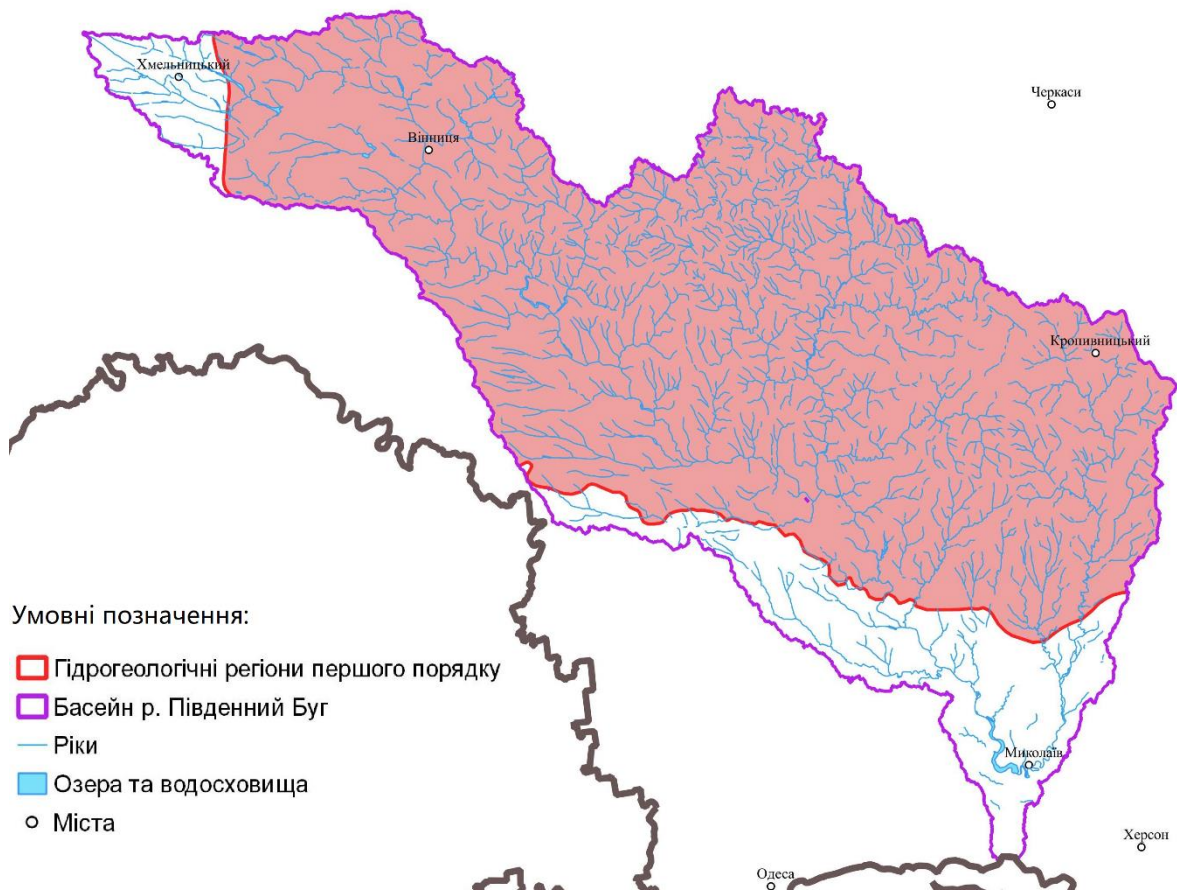 Хмельницький
Черкаси
Вінниця
Кропивницький
Умовні позначення:
Гідрогеологічні регіони першого порядку
Басейн р. Південний Буг
Ріки
Озера та водосховища
Міста
Миколаїв
Херсон
Одеса